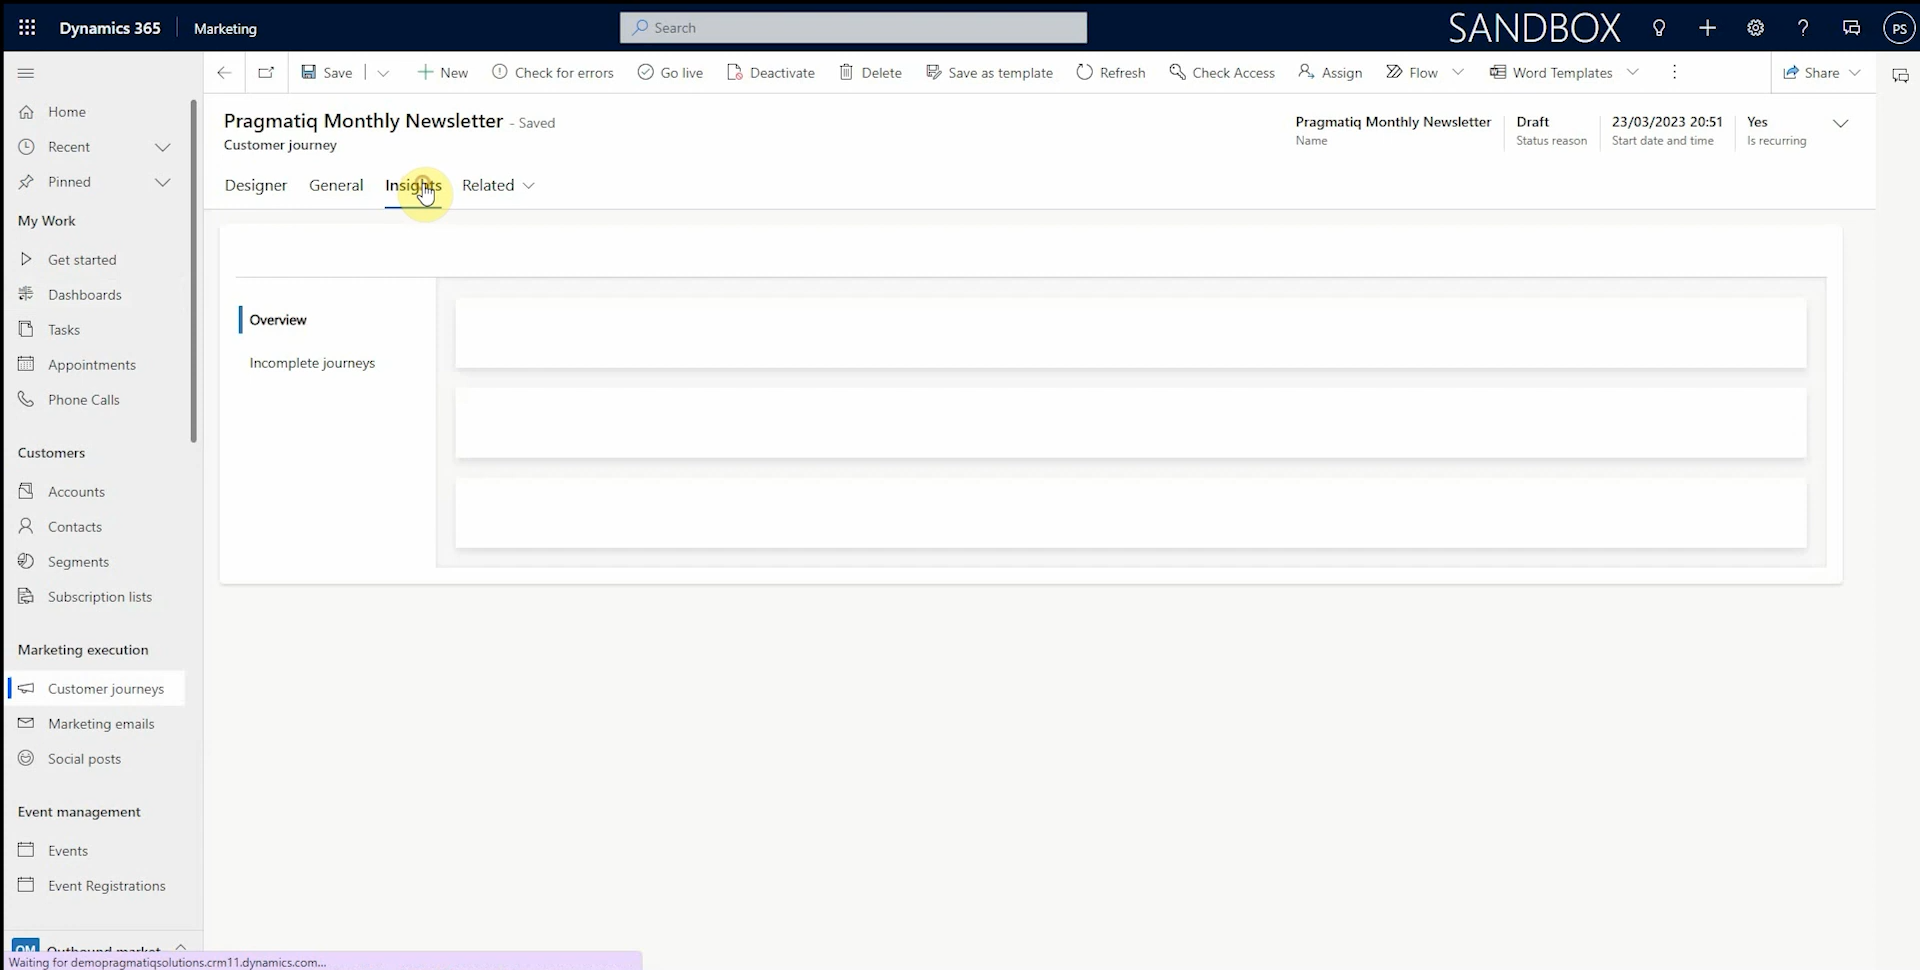 Dynamics 365 Marketing Search SANDBOX PS
Save New Check for errors Go live Deactivate Delete Save as template Refresh Check Access Assign Flow Word Templates Share
Pragmatiq Monthly Newsletter - Saved
Customer journey
Pragmatiq Monthly Newsletter
Name
Draft
Status reason
23/03/2023 20:51
Start date and time
Yes
Is recurring
Designer General Insights Related
Overview
Incomplete journeys
Home
Recent
Pinned
My Work
Get started
Dashboards
Tasks
Appointments
Phone Calls
Customers
Accounts
Contacts
Segments
Subscription lists
Marketing execution
Customer journeys
Marketing emails
Social posts
Event management
Events
Event Registrations
OM Outbound market
Waiting for demopragmatiqsolutions.crm11.dynamics.com...